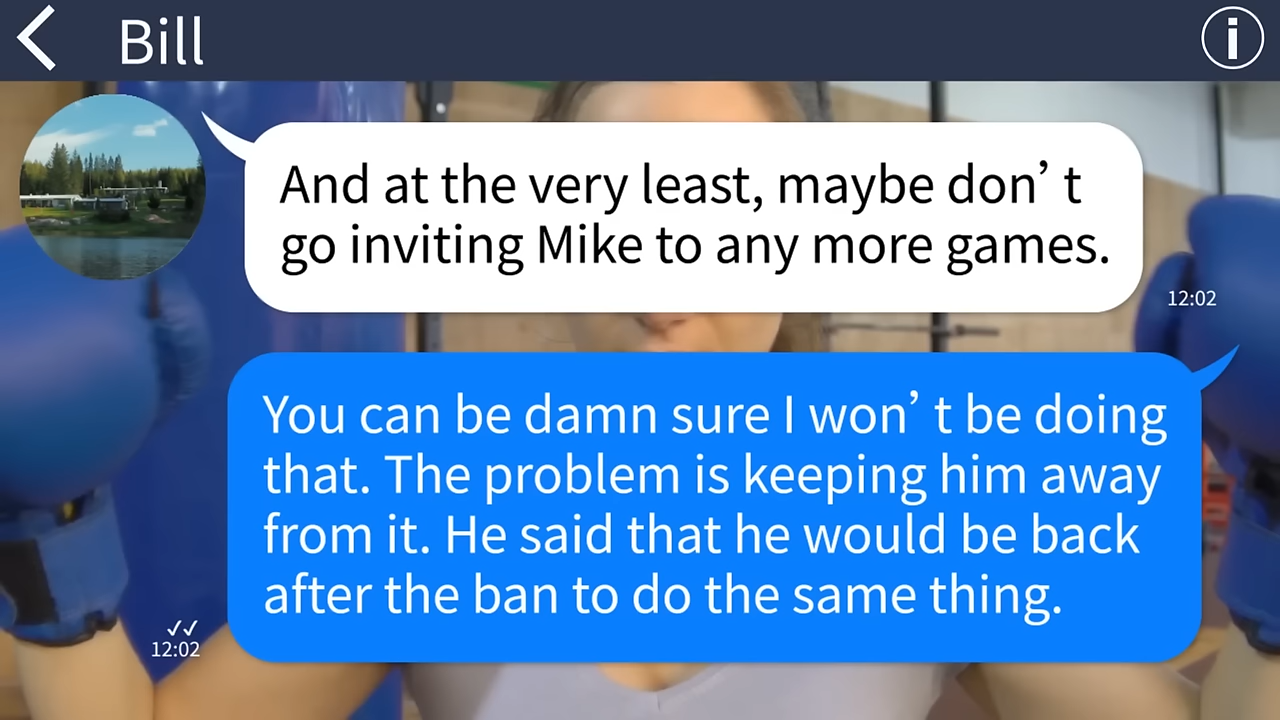 Bill
And at the very least, maybe don’ t
go inviting Mike to any more games.
12:02
You can be damn sure I won’ t be doing
that. The problem is keeping him away
from it. He said that he would be back
after the ban to do the same thing.
12:02